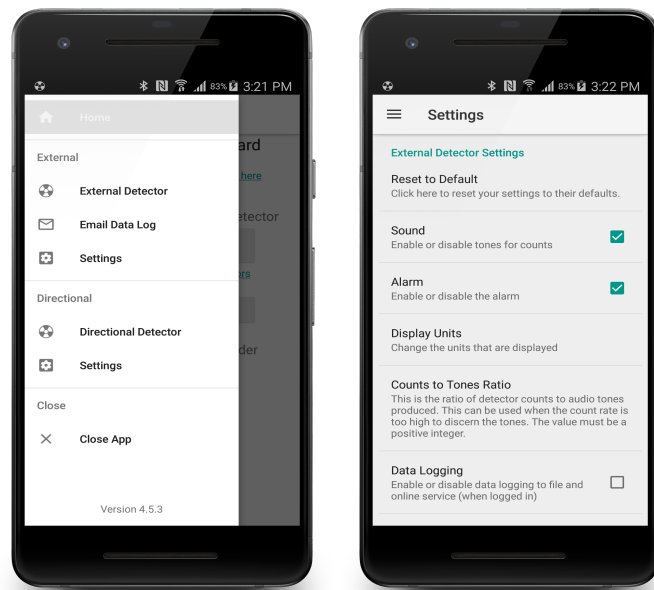 83% 3:21 PM
Home
ard
External
here
External Detector
etector
Email Data Log
Settings
ors
Directional
Directional Detector
der
Settings
Close
Close App
Version 4.5.3
83% 3:22 PM
Settings
External Detector Settings
Reset to Default
Click here to reset your settings to their defaults.
Sound
Enable or disable tones for counts
Alarm
Enable or disable the alarm
Display Units
Change the units that are displayed
Counts to Tones Ratio
This is the ratio of detector counts to audio tones
produced. This can be used when the count rate is
too high to discern the tones. The value must be a
positive integer.
Data Logging
Enable or disable data logging to file and
online service (when logged in)